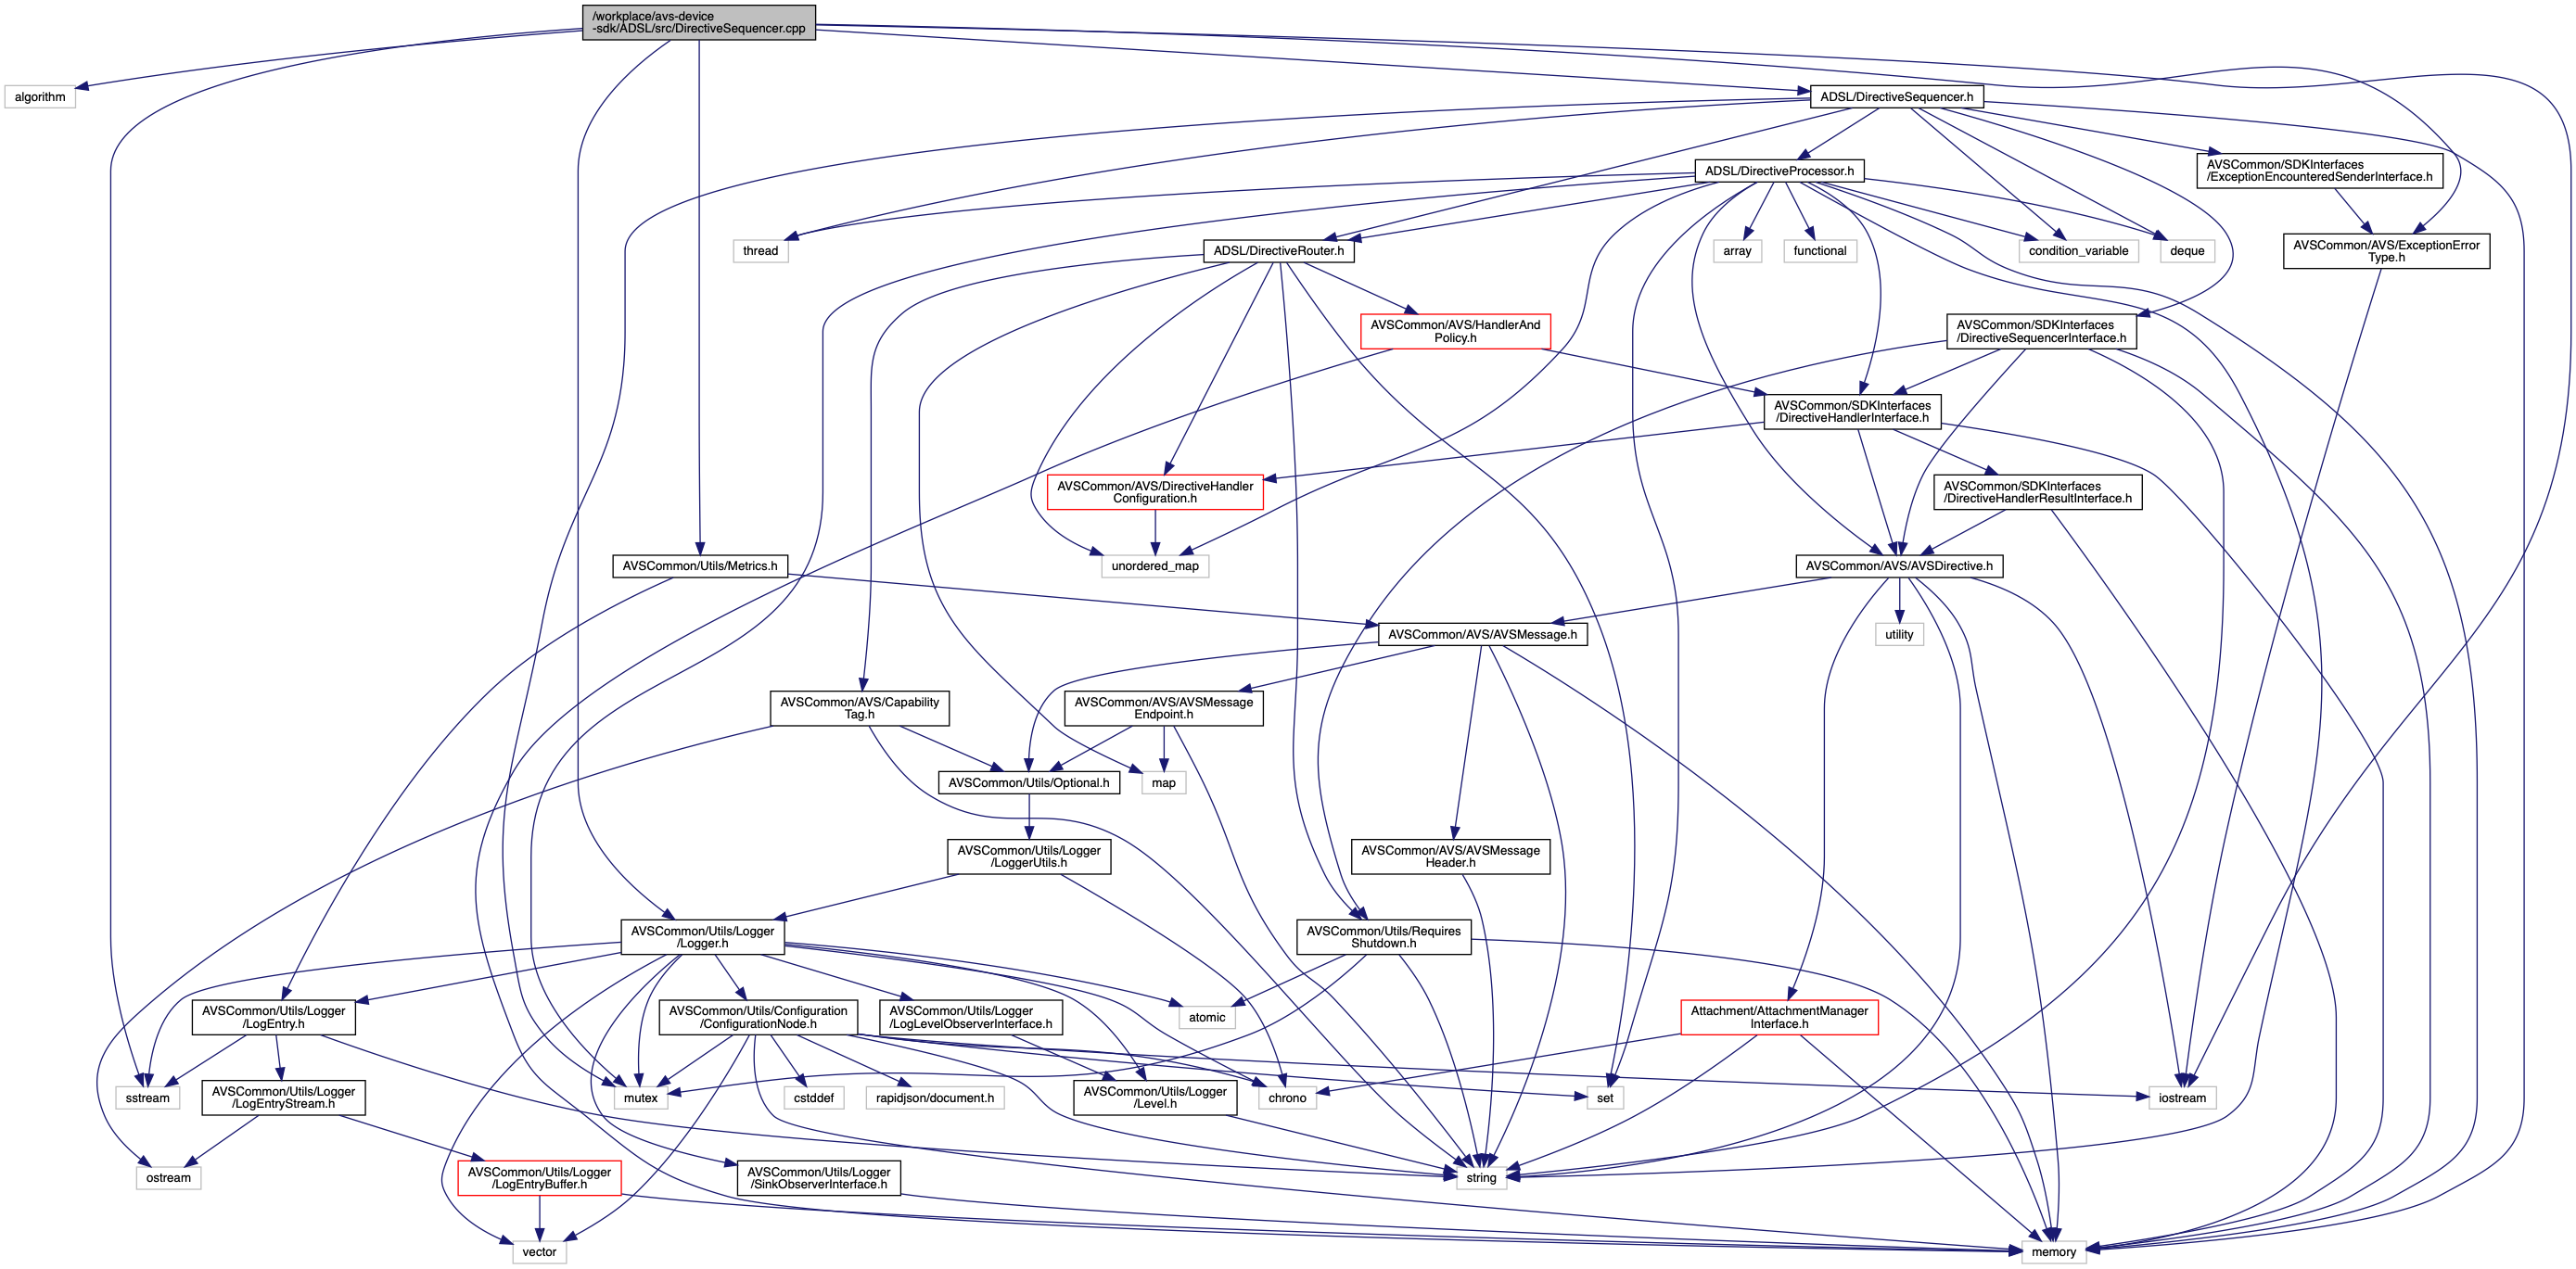 /workplace/avs-device
-sdk/ADSL/src/DirectiveSequencer.cpp
algorithm
ADSL/DirectiveSequencer.h
ADSL/DirectiveProcessor.h
AVSCommon/SDKInterfaces
/ExceptionEncounteredSenderInterface.h
thread
ADSL/DirectiveRouter.h
array
functional
condition_variable
deque
AVSCommon/AVS/ExceptionError
Type.h
AVSCommon/AVS/HandlerAnd
Policy.h
AVSCommon/SDKInterfaces
/DirectiveSequencerInterface.h
AVSCommon/SDKInterfaces
/DirectiveHandlerInterface.h
AVSCommon/AVS/DirectiveHandler
Configuration.h
AVSCommon/SDKInterfaces
/DirectiveHandlerResultInterface.h
AVSCommon/Utils/Metrics.h
unordered_map
AVSCommon/AVS/AVSDirective.h
AVSCommon/AVS/AVSMessage.h
utility
AVSCommon/AVS/Capability
Tag.h
AVSCommon/AVS/AVSMessage
Endpoint.h
AVSCommon/Utils/Optional.h
map
AVSCommon/Utils/Logger
/LoggerUtils.h
AVSCommon/AVS/AVSMessage
Header.h
AVSCommon/Utils/Logger
/Logger.h
AVSCommon/Utils/Requires
Shutdown.h
AVSCommon/Utils/Logger
/LogEntry.h
AVSCommon/Utils/Configuration
/ConfigurationNode.h
AVSCommon/Utils/Logger
/LogLevelObserverInterface.h
atomic
Attachment/AttachmentManager
Interface.h
sstream
AVSCommon/Utils/Logger
/LogEntryStream.h
mutex
cstddef
rapidjson/document.h
AVSCommon/Utils/Logger
/Level.h
chrono
set
iostream
ostream
AVSCommon/Utils/Logger
/LogEntryBuffer.h
AVSCommon/Utils/Logger
/SinkObserverInterface.h
string
vector
memory